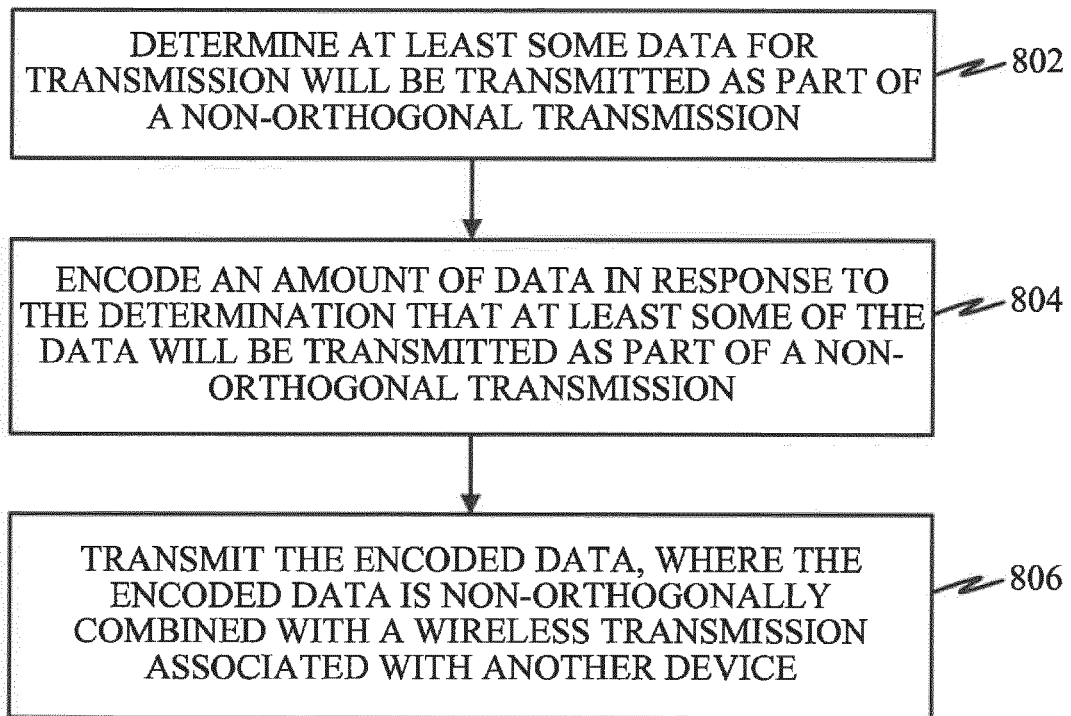 DETERMINE AT LEAST SOME DATA FOR
TRANSMISSION WILL BE TRANSMITTED AS PART OF
A NON-ORTHOGONAL TRANSMISSION
802
ENCODE AN AMOUNT OF DATA IN RESPONSE TO
THE DETERMINATION THAT AT LEAST SOME OF THE
DATA WILL BE TRANSMITTED AS PART OF A NON-
ORTHOGONAL TRANSMISSION
804
TRANSMIT THE ENCODED DATA, WHERE THE
ENCODED DATA IS NON-ORTHOGONALLY
COMBINED WITH A WIRELESS TRANSMISSION
ASSOCIATED WITH ANOTHER DEVICE
806